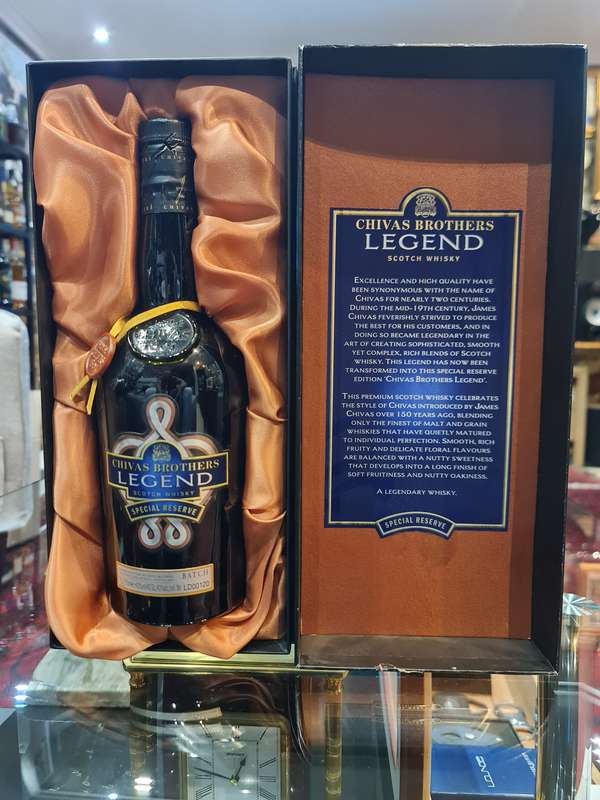 CHIVAS BROTHERS
LEGEND
SCOTCH WHISKY
EXCELLENCE AND HIGH QUALITY HAVE
BEEN SYNONYMOUS WITH THE NAME OF
CHIVAS FOR NEARLY TWO CENTURIES.
DURING THE MID-19TH CENTURY, JAMES
CHIVAS FEVERISHLY STRIVED TO PRODUCE
THE BEST FOR HIS CUSTOMERS, AND IN
DOING SO BECAME LEGENDARY IN THE
ART OF CREATING SOPHISTICATED, SMOOTH
YET COMPLEX, RICH BLENDS OF SCOTCH
WHISKY. THIS LEGEND HAS NOW BEEN
TRANSFORMED INTO THIS SPECIAL RESERVE
EDITION 'CHIVAS BROTHERS LEGEND'.
THIS PREMIUM SCOTCH WHISKY CELEBRATES
THE STYLE OF CHIVAS INTRODUCED BY JAMES
CHIVAS OVER 150 YEARS AGO, BLENDING
ONLY THE FINEST OF MALT AND GRAIN
WHISKIES THAT HAVE QUIETLY MATURED
TO INDIVIDUAL PERFECTION. SMOOTH, RICH
FRUITY AND DELICATE FLORAL FLAVOURS
ARE BALANCED WITH A NUTTY SWEETNESS
THAT DEVELOPS INTO A LONG FINISH OF
SOFT FRUITINESS AND NUTTY OAKINESS.
A LEGENDARY WHISKY.
SPECIAL RESERVE
CHIVAS BROTHERS
LEGEND
SCOTCH WHISKY
SPECIAL RESERVE
BATCH
LD00120